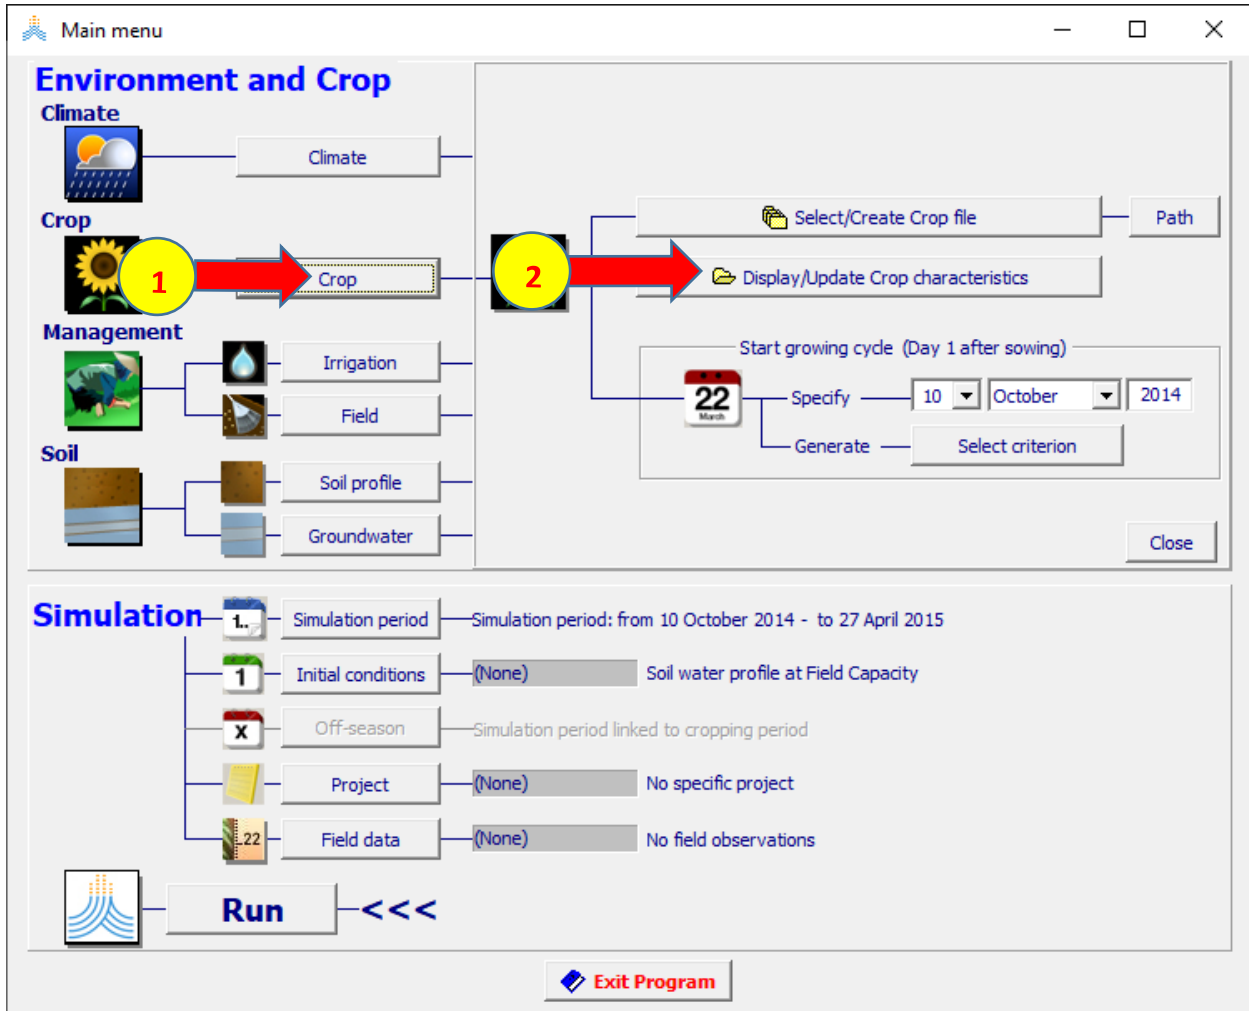 Main menu
Environment and Crop
Climate
Climate
Crop
Select/Create Crop file
Path
1
Crop
2
Display/Update Crop characteristics
Management
Irrigation
Field
Start growing cycle (Day 1 after sowing)
22
March
Specify
10
October
2014
Generate
Select criterion
Soil
Soil profile
Groundwater
Close
Simulation
1..
Simulation period
Simulation period: from 10 October 2014 - to 27 April 2015
1
Initial conditions
(None)
Soil water profile at Field Capacity
X
Off-season
Simulation period linked to cropping period
Project
(None)
No specific project
..22
Field data
(None)
No field observations
Run
<<<
Exit Program